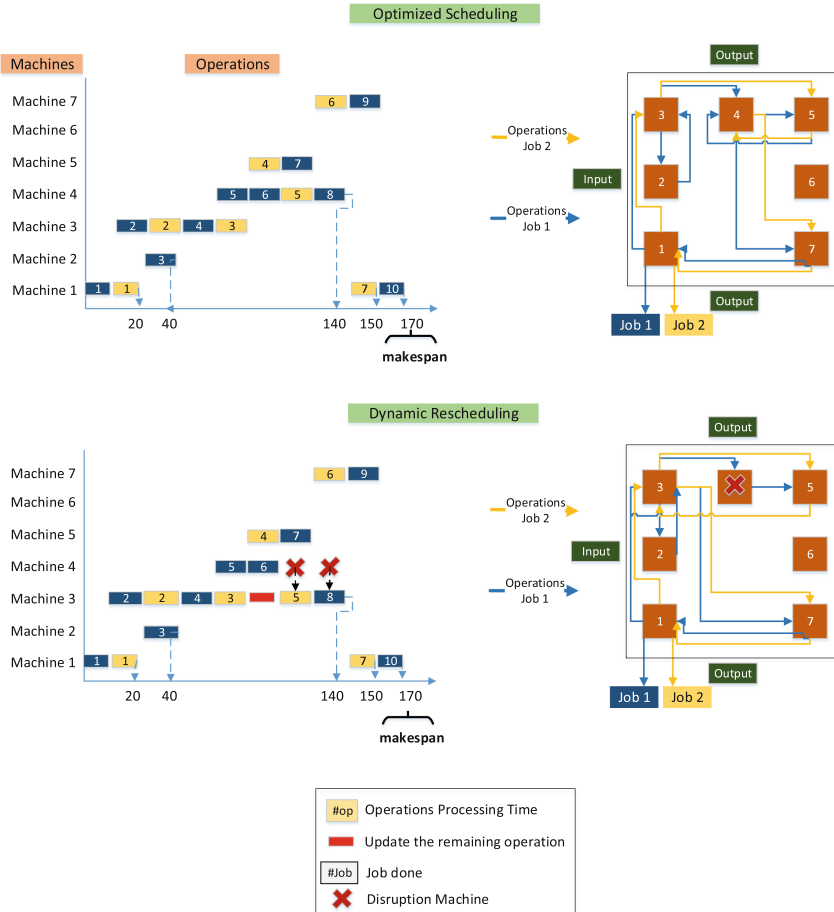 Optimized Scheduling
Machines
Operations
Output
Machine 7
6
9
3
4
5
Machine 6
Operations
Job 2
Machine 5
4
7
Input
2
6
Machine 4
5
6
5
8
Operations
Job 1
Machine 3
2
2
4
3
1
7
Machine 2
3
Machine 1
1
1
7
10
Output
20
40
140
150
170
Job 1
Job 2
makespan
Dynamic Rescheduling
Output
Machine 7
6
9
3
5
Machine 6
Operations
Job 2
Machine 5
4
7
Input
2
6
Machine 4
5
6
Operations
Job 1
Machine 3
2
2
4
3
5
8
1
7
Machine 2
3
Machine 1
1
1
7
10
Output
20
40
140
150
170
Job 1
Job 2
makespan
#op
Operations Processing Time
Update the remaining operation
#Job
Job done
Disruption Machine